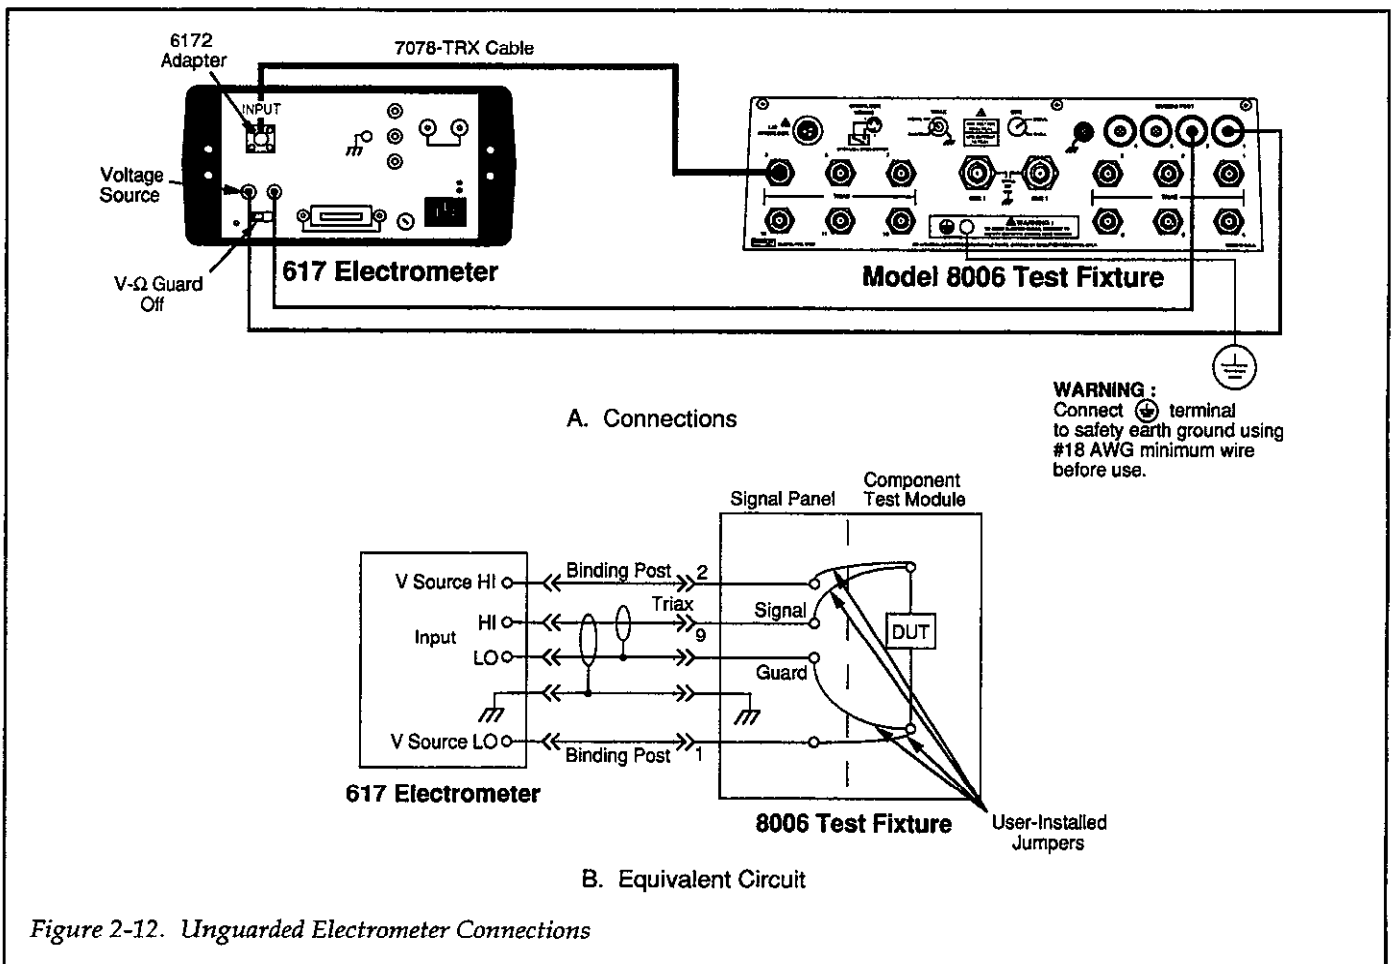 6172
Adapter
7078-TRX Cable
INPUT
Voltage
Source
V-Ω Guard
Off
617 Electrometer
WARNING :
Model 8006 Test Fixture
WARNING :
Connect terminal
to safety earth ground using
#18 AWG minimum wire
before use.
A. Connections
Signal Panel
Component
Test Module
V Source HI
Binding Post
2
HI
Triax
9
Signal
Input
DUT
LO
Guard
V Source LO
Binding Post
1
617 Electrometer
8006 Test Fixture
User-Installed
Jumpers
B. Equivalent Circuit
Figure 2-12. Unguarded Electrometer Connections